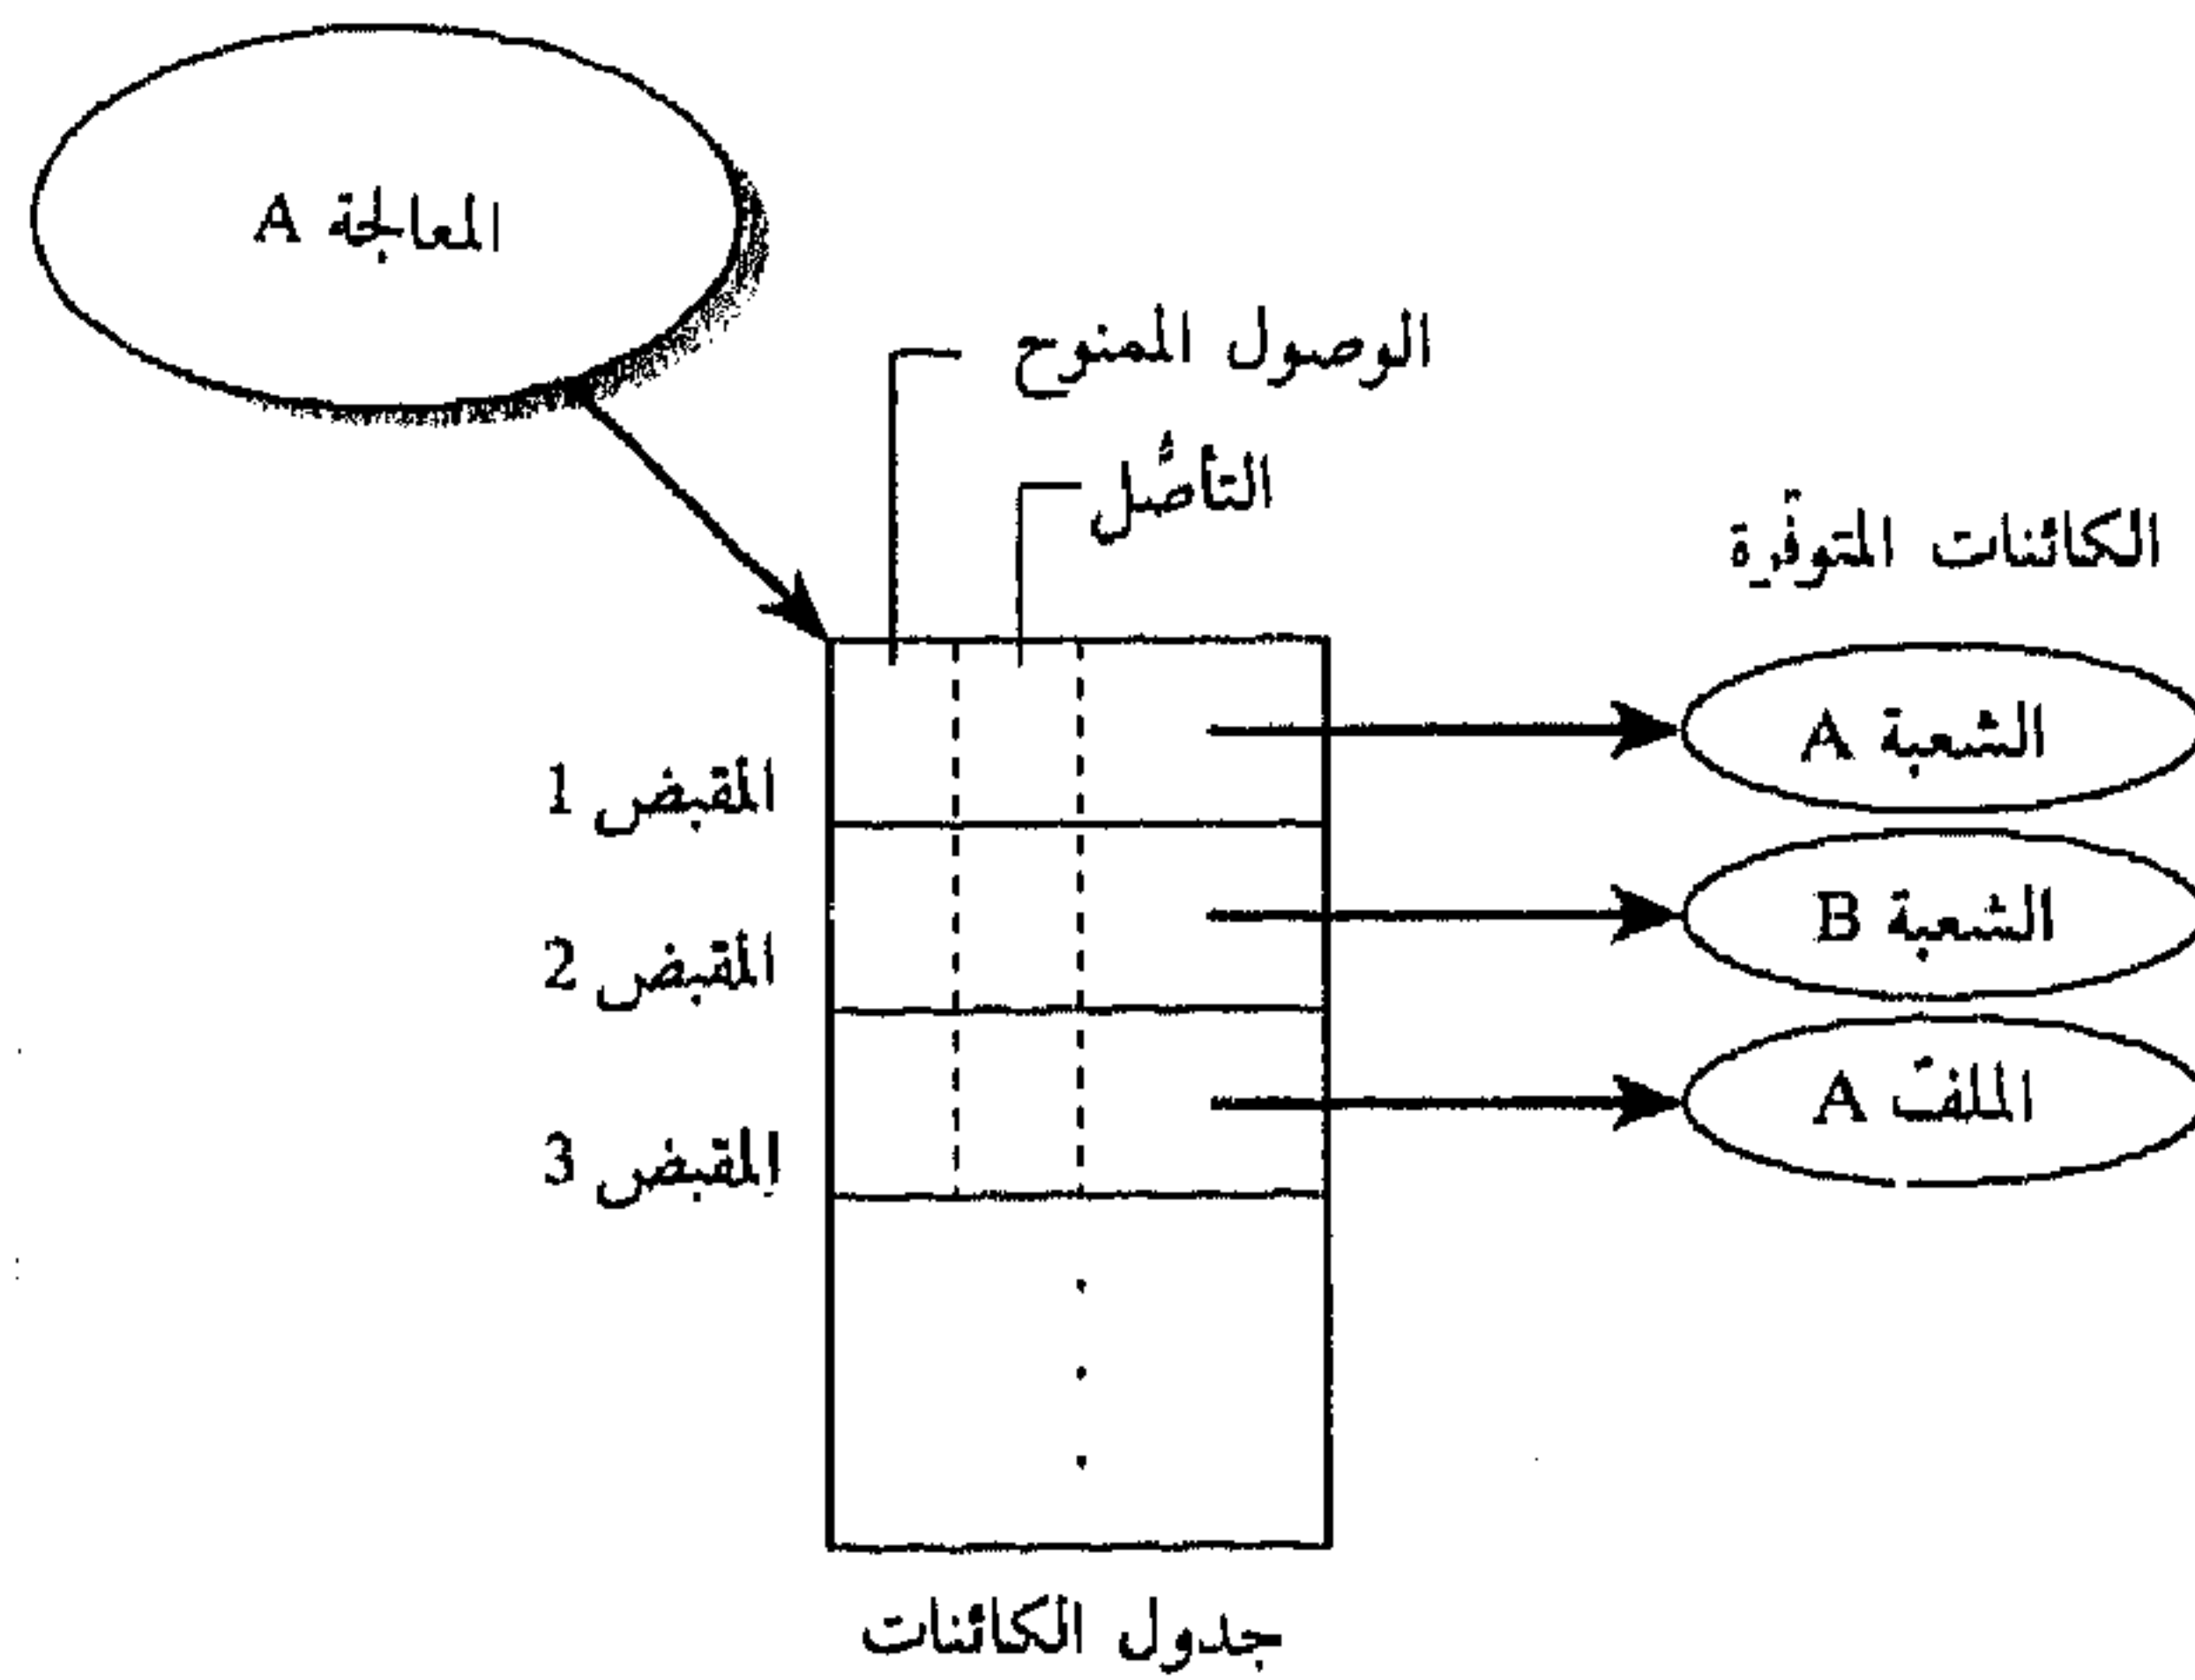 المعالجة A
الوصول الممنوح
التأصّل
الكائنات المتوفّرة
المقبض 1
الشعبة A
المقبض 2
الشعبة B
المقبض 3
الملفّ A
جدول الكائنات